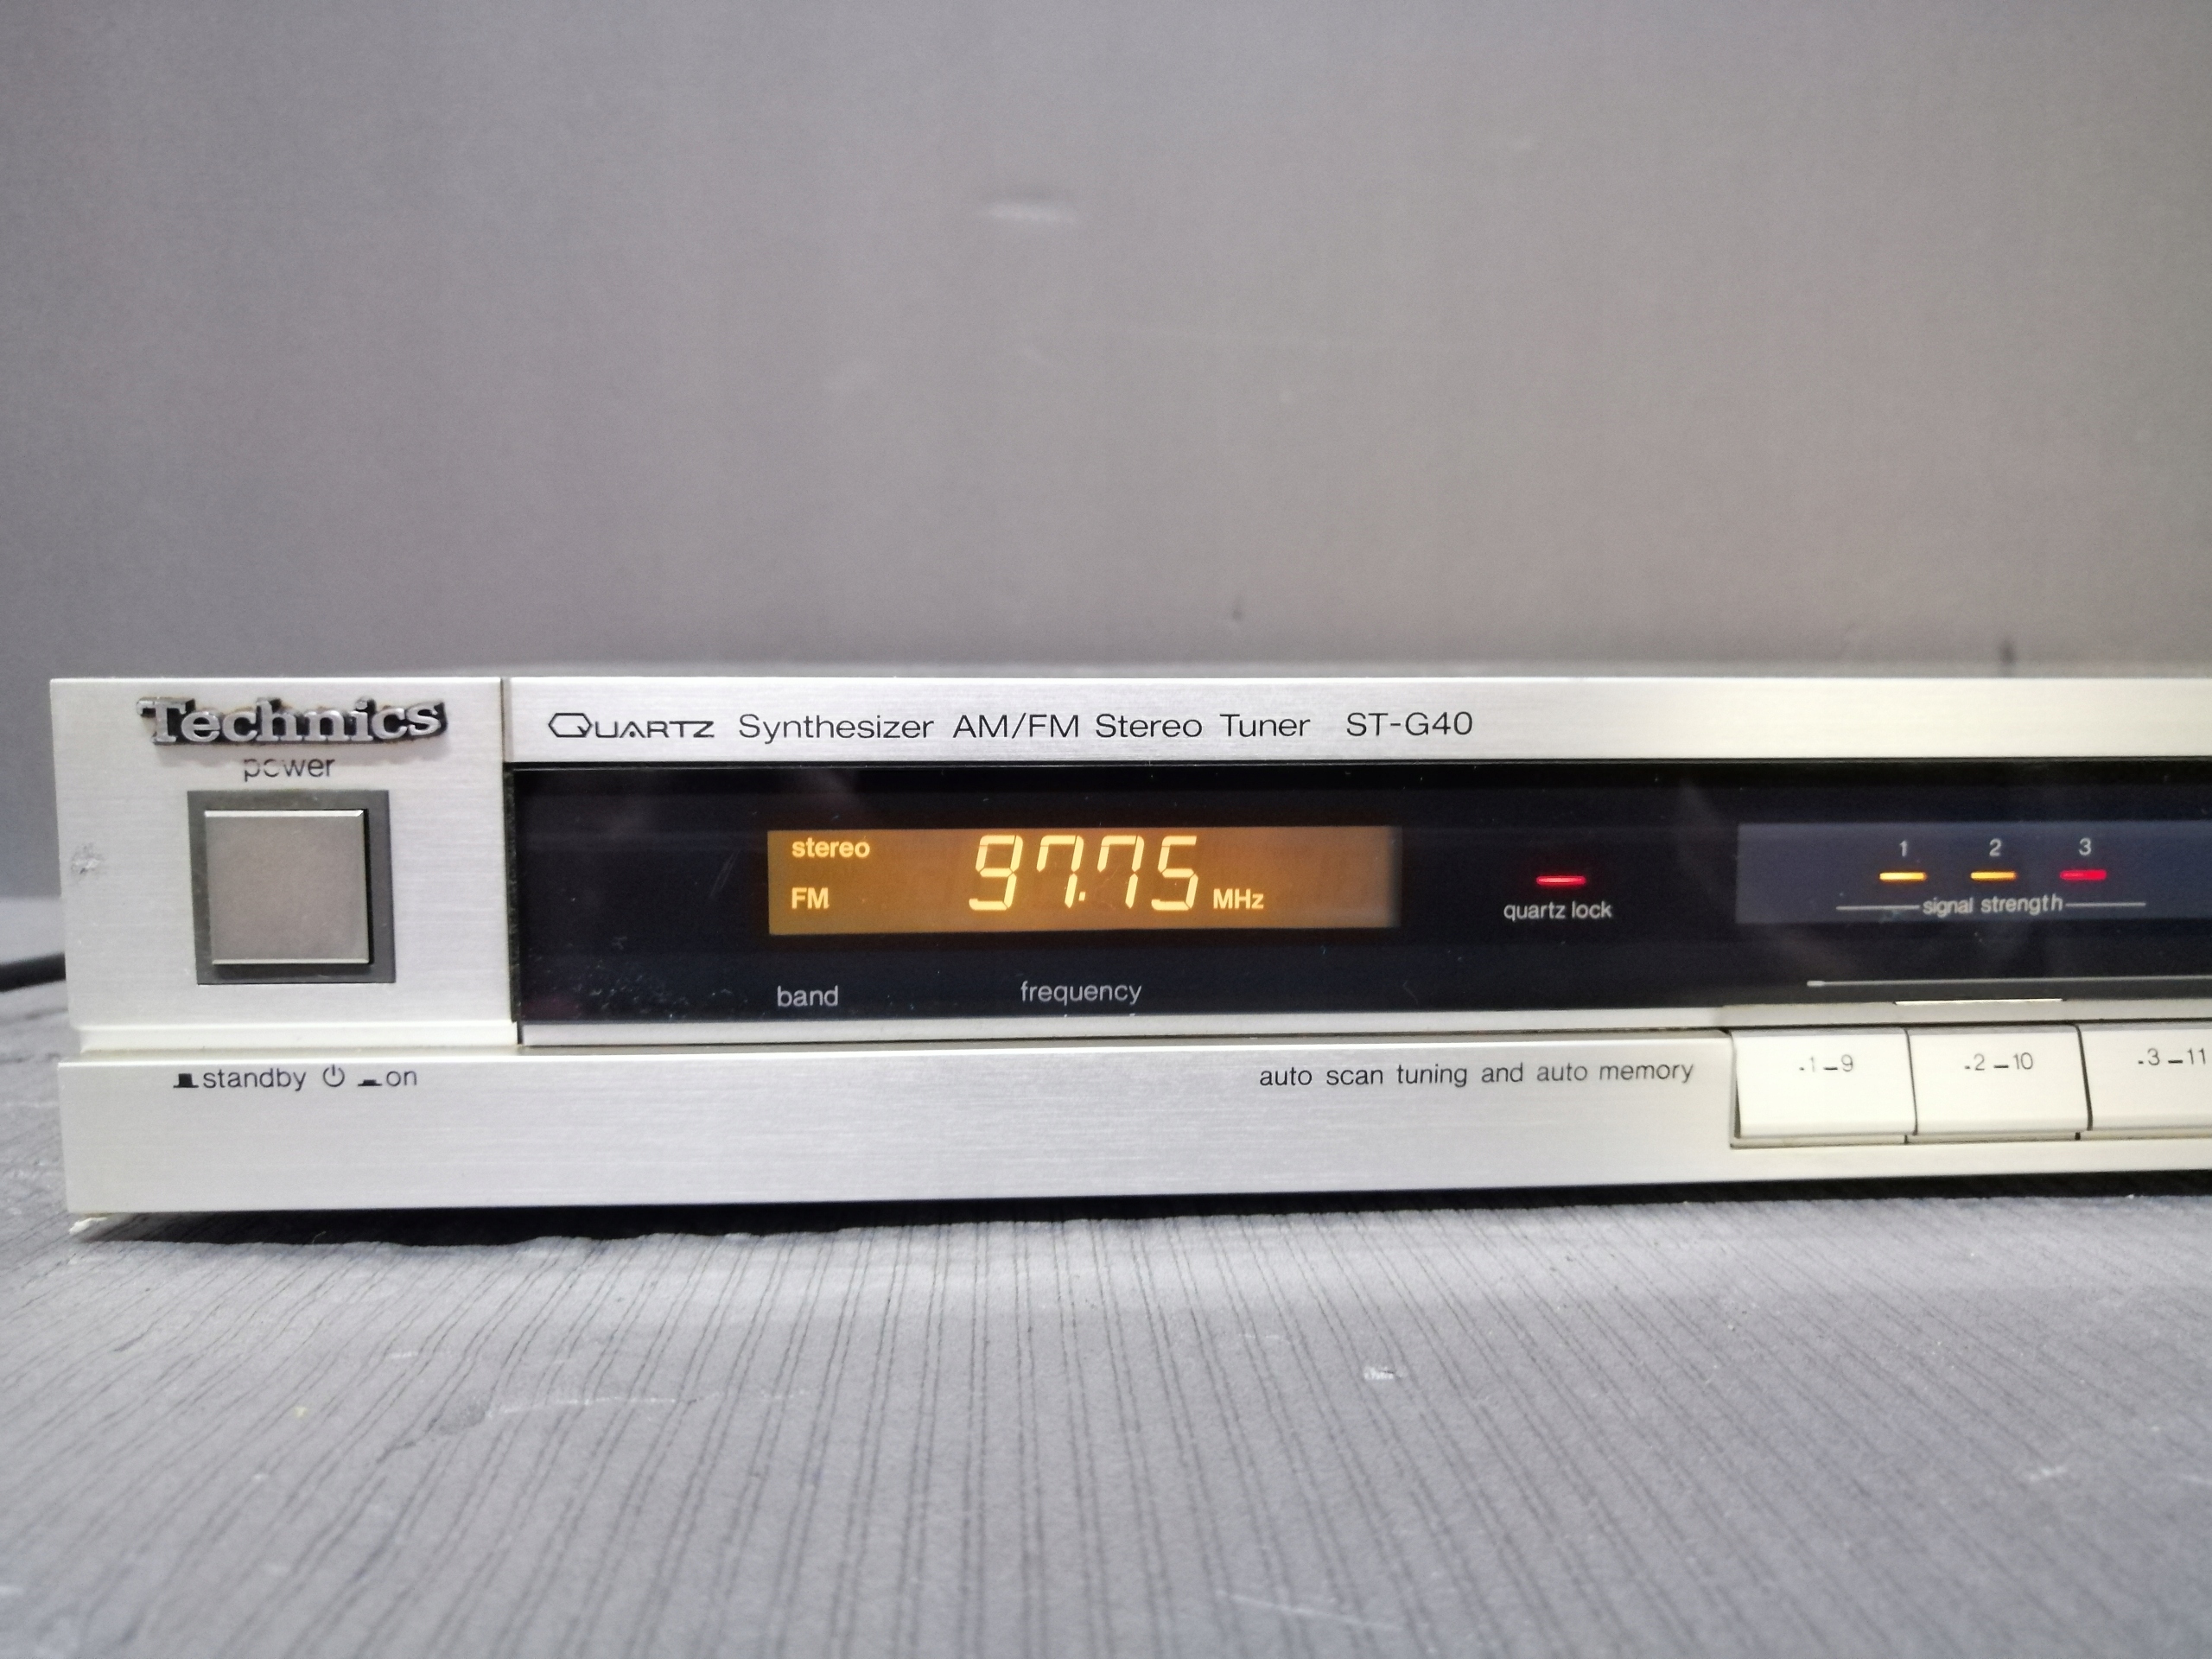 Technics
power
QUARTZ Synthesizer AM/FM Stereo Tuner ST-G40
stereo
FM 97.75 MHz
quartz lock
1 2 3
signal strength
band frequency
standby on
auto scan tuning and auto memory
1 9
2 10
3 11